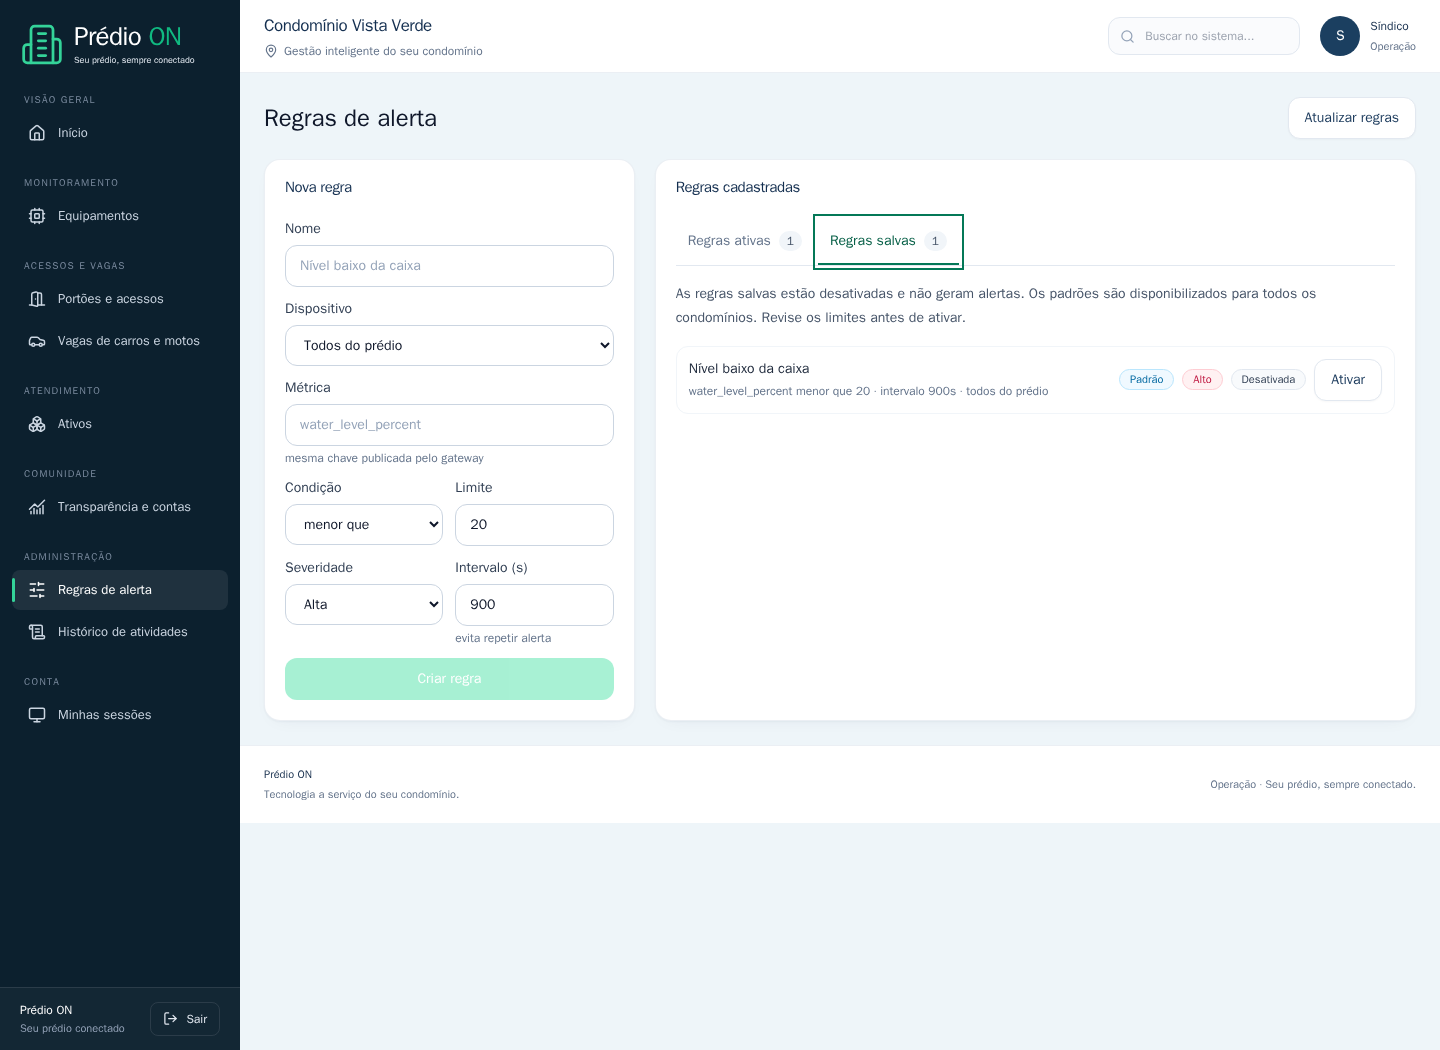 Prédio ON
Seu prédio, sempre conectado
VISÃO GERAL
Início
MONITORAMENTO
Equipamentos
ACESSOS E VAGAS
Portões e acessos
Vagas de carros e motos
ATENDIMENTO
Ativos
COMUNIDADE
Transparência e contas
ADMINISTRAÇÃO
Regras de alerta
Histórico de atividades
CONTA
Minhas sessões
Prédio ON
Seu prédio conectado
Sair
Condomínio Vista Verde
Gestão inteligente do seu condomínio
Buscar no sistema...
S
Síndico
Operação
Regras de alerta
Atualizar regras
Nova regra
Nome
Nível baixo da caixa
Dispositivo
Todos do prédio
Métrica
water_level_percent
mesma chave publicada pelo gateway
Condição
Limite
menor que
20
Severidade
Intervalo (s)
Alta
900
evita repetir alerta
Criar regra
Regras cadastradas
Regras ativas 1
Regras salvas 1
As regras salvas estão desativadas e não geram alertas. Os padrões são disponibilizados para todos os
condomínios. Revise os limites antes de ativar.
Nível baixo da caixa
water_level_percent menor que 20 · intervalo 900s · todos do prédio
Padrão
Alto
Desativada
Ativar
Prédio ON
Tecnologia a serviço do seu condomínio.
Operação · Seu prédio, sempre conectado.